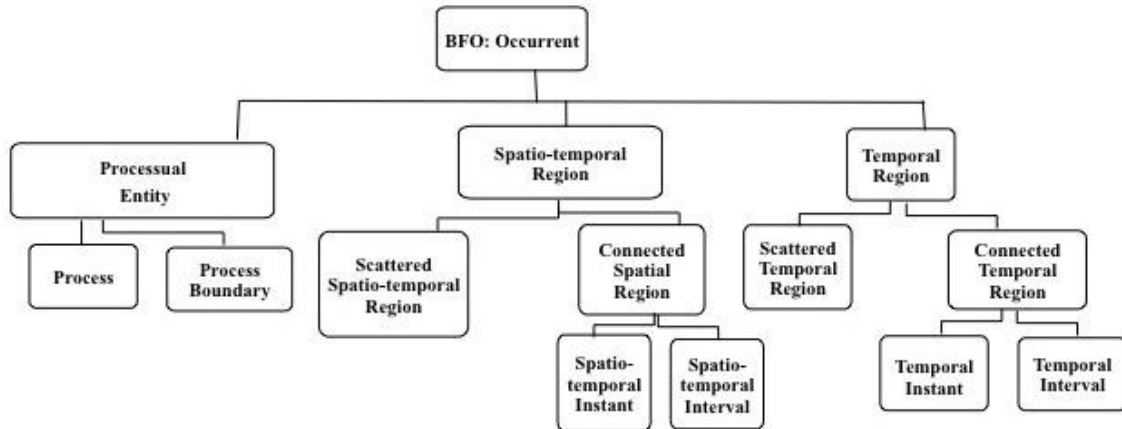 BFO: Occurrent
Processual
Entity
Spatio-temporal
Region
Temporal
Region
Process
Process
Boundary
Scattered
Spatio-temporal
Region
Connected
Spatial
Region
Scattered
Temporal
Region
Connected
Temporal
Region
Spatio-
temporal
Instant
Spatio-
temporal
Interval
Temporal
Instant
Temporal
Interval